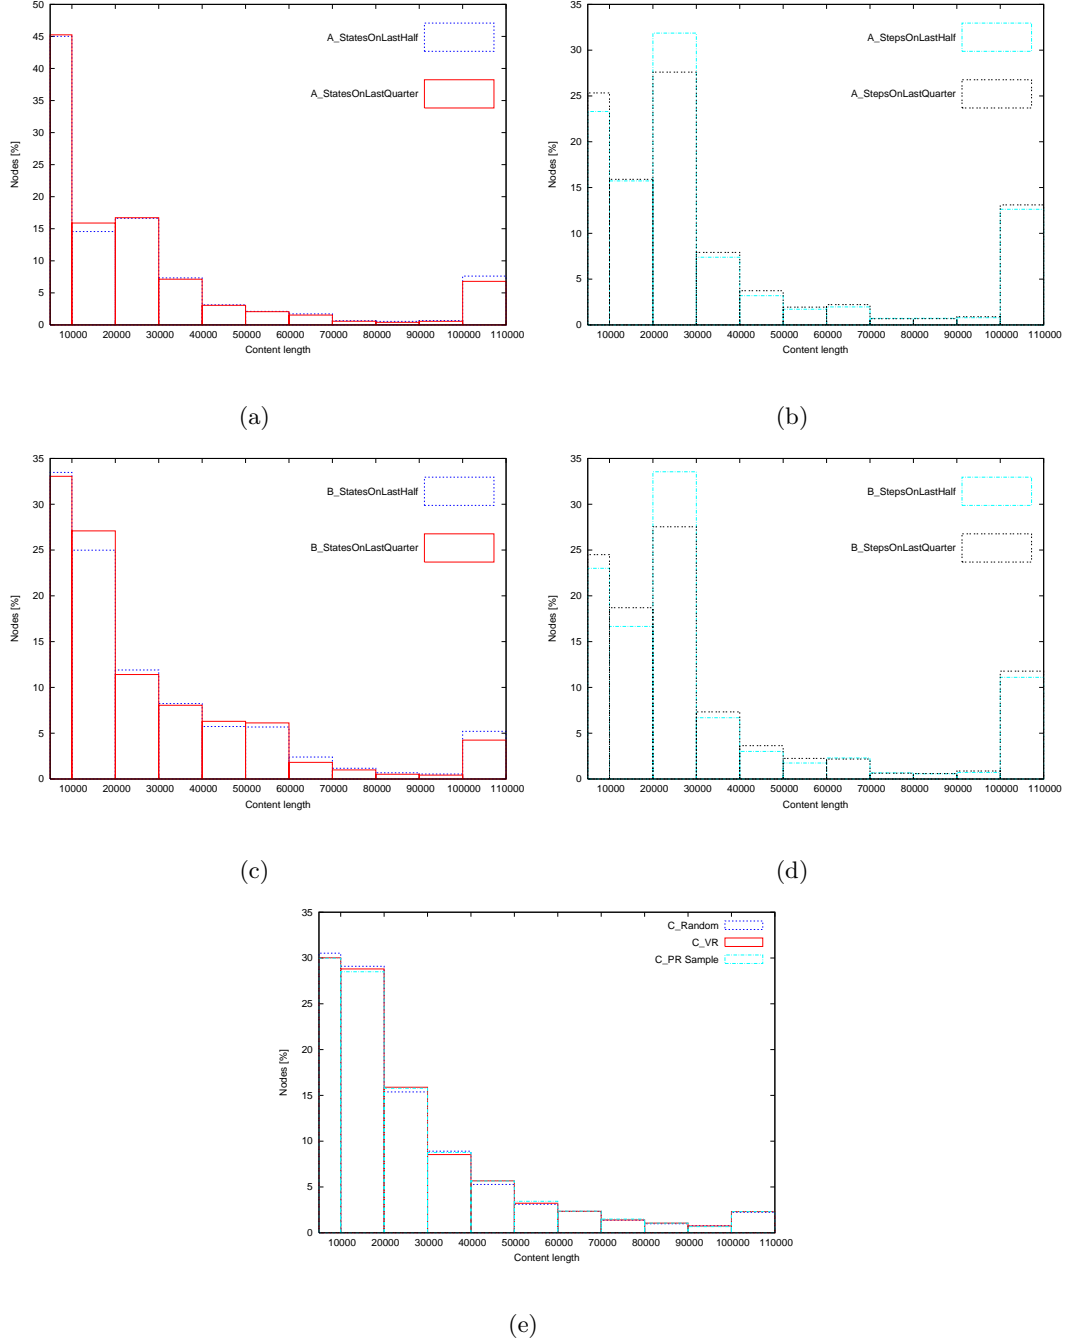 50
45
40
35
30
25
20
15
10
5
0
Nodes [%]
A_StatesOnLastHalf
A_StatesOnLastQuarter
10000 20000 30000 40000 50000 60000 70000 80000 90000 100000 110000
Content length
(a)
35
30
25
20
15
10
5
0
Nodes [%]
A_StepsOnLastHalf
A_StepsOnLastQuarter
10000 20000 30000 40000 50000 60000 70000 80000 90000 100000 110000
Content length
(b)
35
30
25
20
15
10
5
0
Nodes [%]
B_StatesOnLastHalf
B_StatesOnLastQuarter
10000 20000 30000 40000 50000 60000 70000 80000 90000 100000 110000
Content length
(c)
35
30
25
20
15
10
5
0
Nodes [%]
B_StepsOnLastHalf
B_StepsOnLastQuarter
10000 20000 30000 40000 50000 60000 70000 80000 90000 100000 110000
Content length
(d)
35
30
25
20
15
10
5
0
Nodes [%]
C_Random
C_VR
C_PR Sample
10000 20000 30000 40000 50000 60000 70000 80000 90000 100000 110000
Content length
(e)